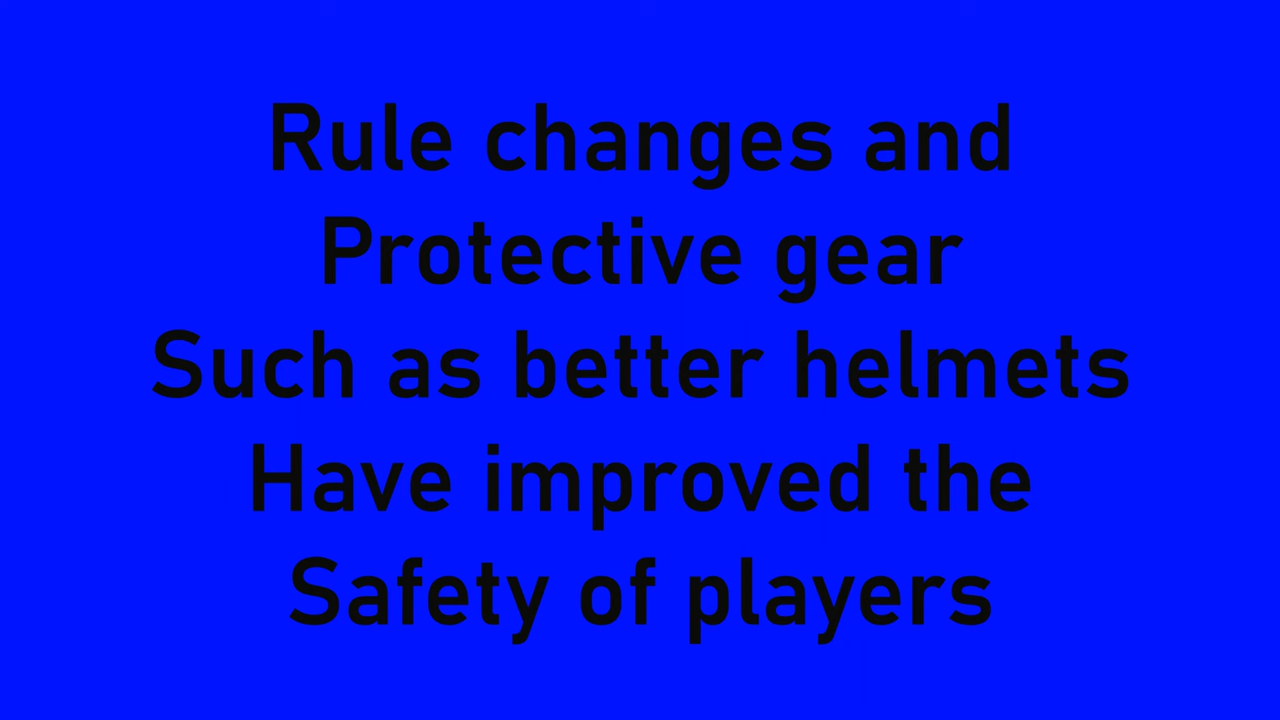 Rule changes and
Protective gear
Such as better helmets
Have improved the
Safety of players